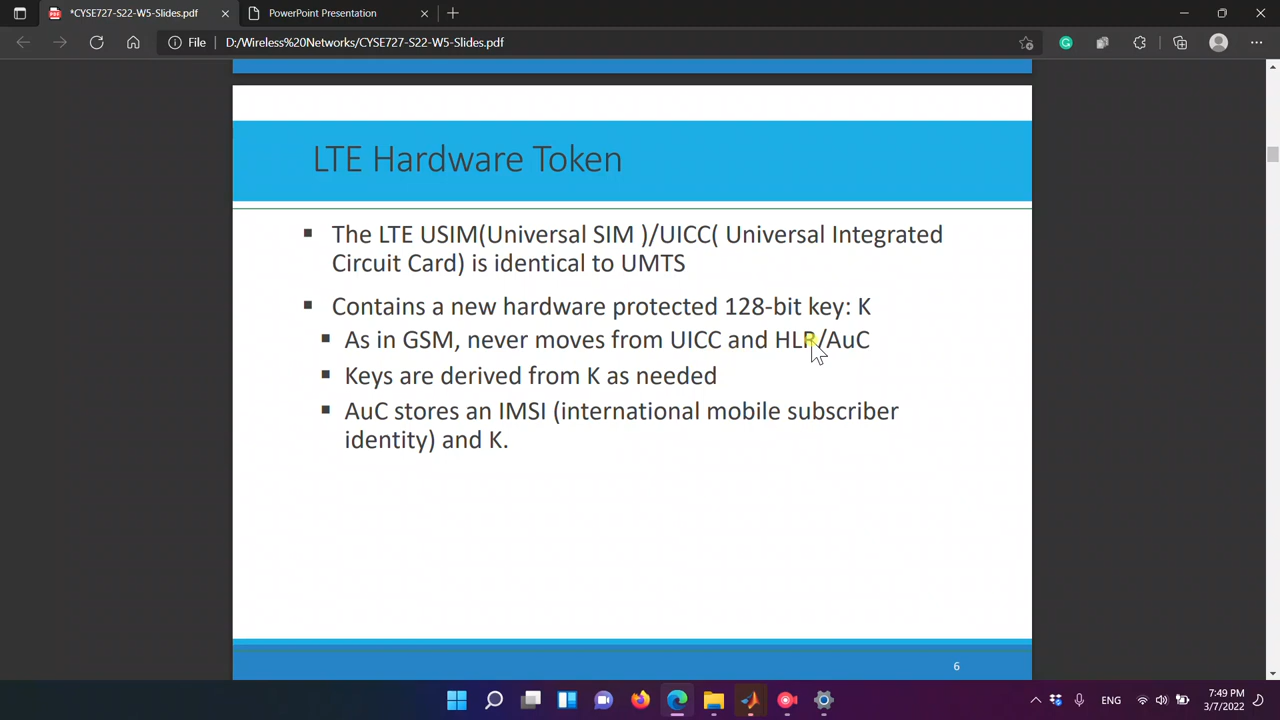 *CYSE727-S22-W5-Slides.pdf
PowerPoint Presentation
File
D:/Wireless%20Networks/CYSE727-S22-W5-Slides.pdf
LTE Hardware Token
▪ The LTE USIM(Universal SIM )/UICC( Universal Integrated
Circuit Card) is identical to UMTS
▪ Contains a new hardware protected 128-bit key: K
▪ As in GSM, never moves from UICC and HLR/AuC
▪ Keys are derived from K as needed
▪ AuC stores an IMSI (international mobile subscriber
identity) and K.
6
ENG
7:49 PM
3/7/2022